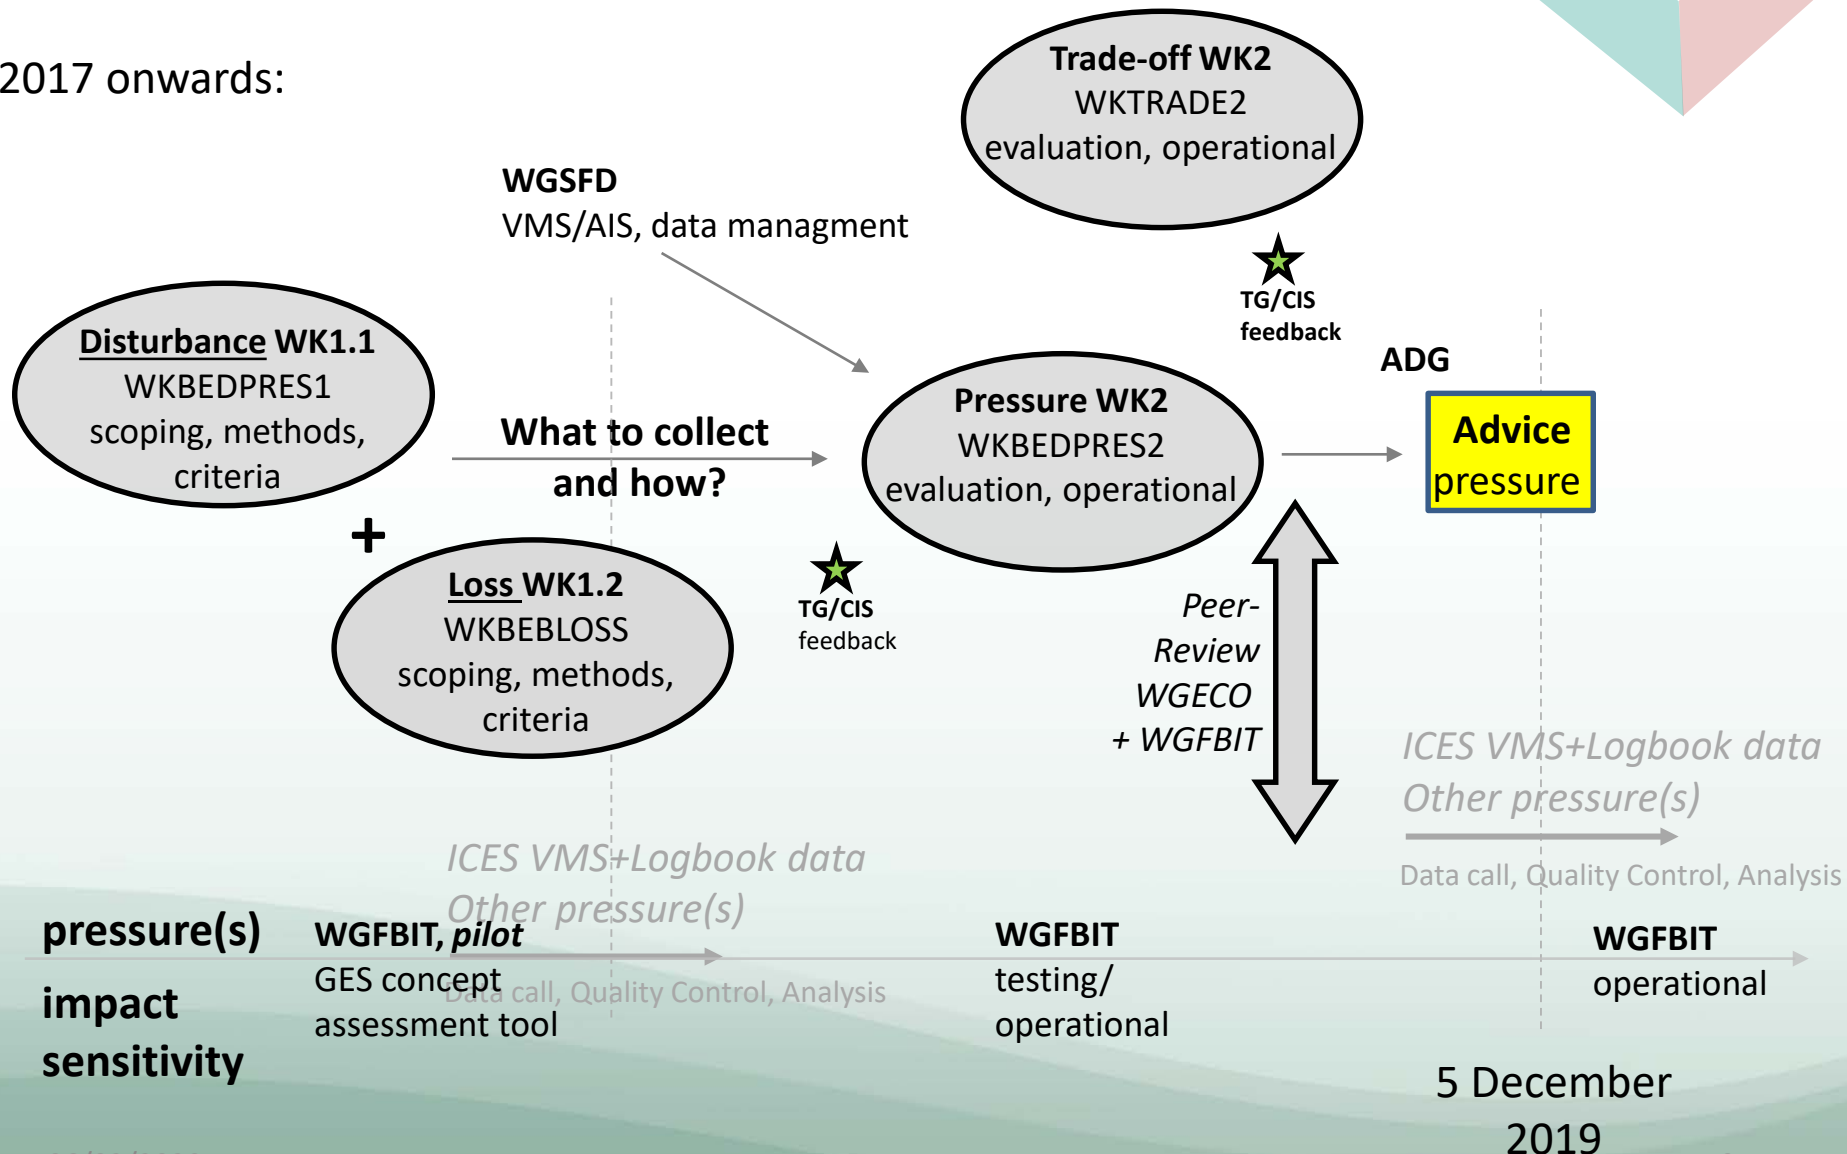 2017 onwards:
Trade-off WK2
WKTRADE2
evaluation, operational
WGSFD
VMS/AIS, data managment
TG/CIS
feedback
Disturbance WK1.1
WKBEDPRES1
scoping, methods,
criteria
What to collect
and how?
Pressure WK2
WKBEDPRES2
evaluation, operational
ADG
Advice
pressure
+
Loss WK1.2
WKBEBLOSS
scoping, methods,
criteria
TG/CIS
feedback
Peer-
Review
WGECO
+ WGFBIT
ICES VMS+Logbook data
Other pressure(s)
Data call, Quality Control, Analysis
ICES VMS+Logbook data
Other pressure(s)
Data call, Quality Control, Analysis
pressure(s)
impact
sensitivity
WGFBIT, pilot
GES concept
assessment tool
WGFBIT
testing/
operational
WGFBIT
operational
5 December
2019